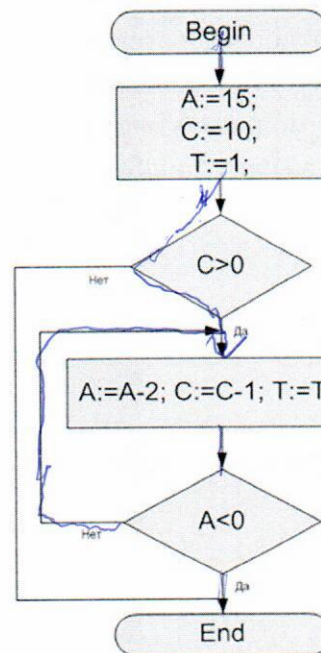 Begin
A:=15;
C:=10;
T:=1;
C>0
Нет
Да
A:=A-2; C:=C-1; T:=T
A<0
Нет
Да
End